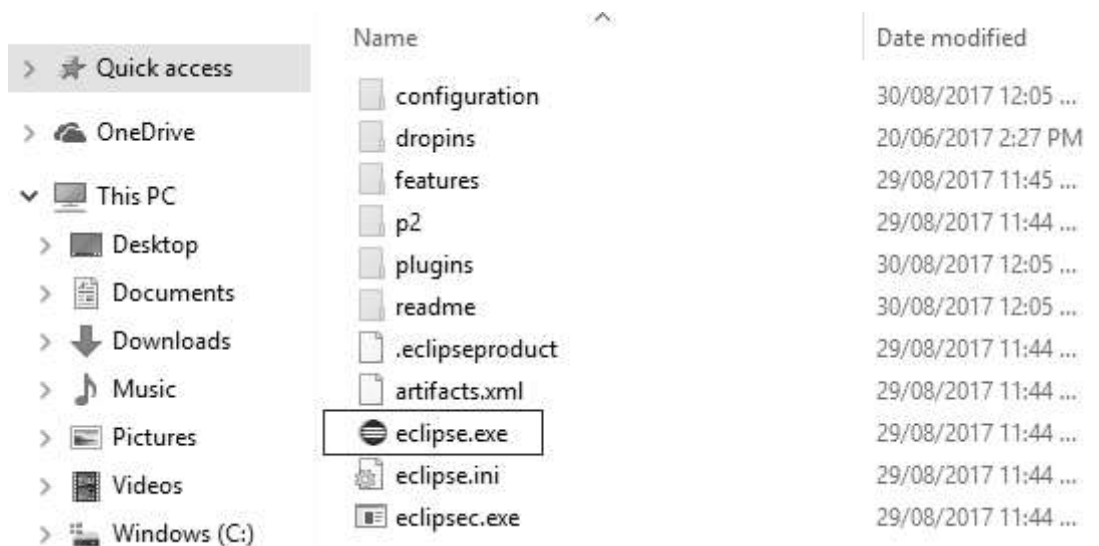 Quick access
OneDrive
This PC
Desktop
Documents
Downloads
Music
Pictures
Videos
Windows (C:)
Name Date modified
configuration 30/08/2017 12:05 ...
dropins 20/06/2017 2:27 PM
features 29/08/2017 11:45 ...
p2 29/08/2017 11:44 ...
plugins 30/08/2017 12:05 ...
readme 30/08/2017 12:05 ...
.eclipseproduct 29/08/2017 11:44 ...
artifacts.xml 29/08/2017 11:44 ...
eclipse.exe 29/08/2017 11:44 ...
eclipse.ini 29/08/2017 11:44 ...
eclipsec.exe 29/08/2017 11:44 ...